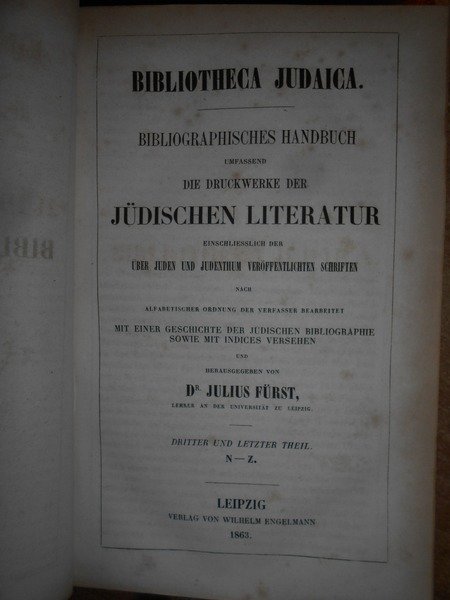 BIBLIOTHECA JUDAICA.
BIBLIOGRAPHISCHES HANDBUCH
UMFASSEND
DIE DRUCKWERKE DER
JÜDISCHEN LITERATUR
EINSCHLIESSLICH DER
ÜBER JUDEN UND JUDENTHUM VERÖFFENTLICHTEN SCHRIFTEN
NACH
ALFABETISCHER ORDNUNG DER VERFASSER BEARBEITET
MIT EINER GESCHICHTE DER JÜDISCHEN BIBLIOGRAPHIE
SOWIE MIT INDICES VERSEHEN
UND
HERAUSGEGEBEN VON
DR. JULIUS FÜRST,
LEHRER AN DER UNIVERSITÄT ZU LEIPZIG.
DRITTER UND LETZTER THEIL.
N—Z.
LEIPZIG
VERLAG VON WILHELM ENGELMANN
1863.